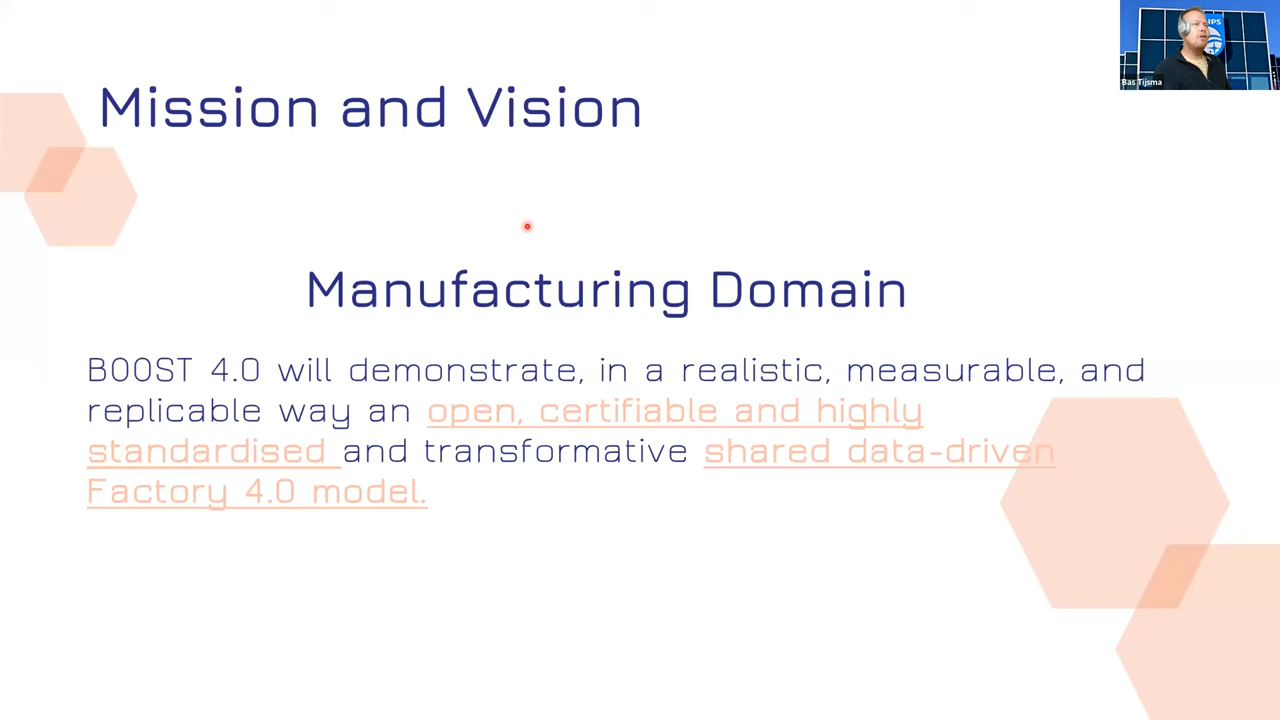 Mission and Vision
Bas Tijsma
Manufacturing Domain
BOOST 4.0 will demonstrate, in a realistic, measurable, and
replicable way an open, certifiable and highly
standardised and transformative shared data-driven
Factory 4.0 model.